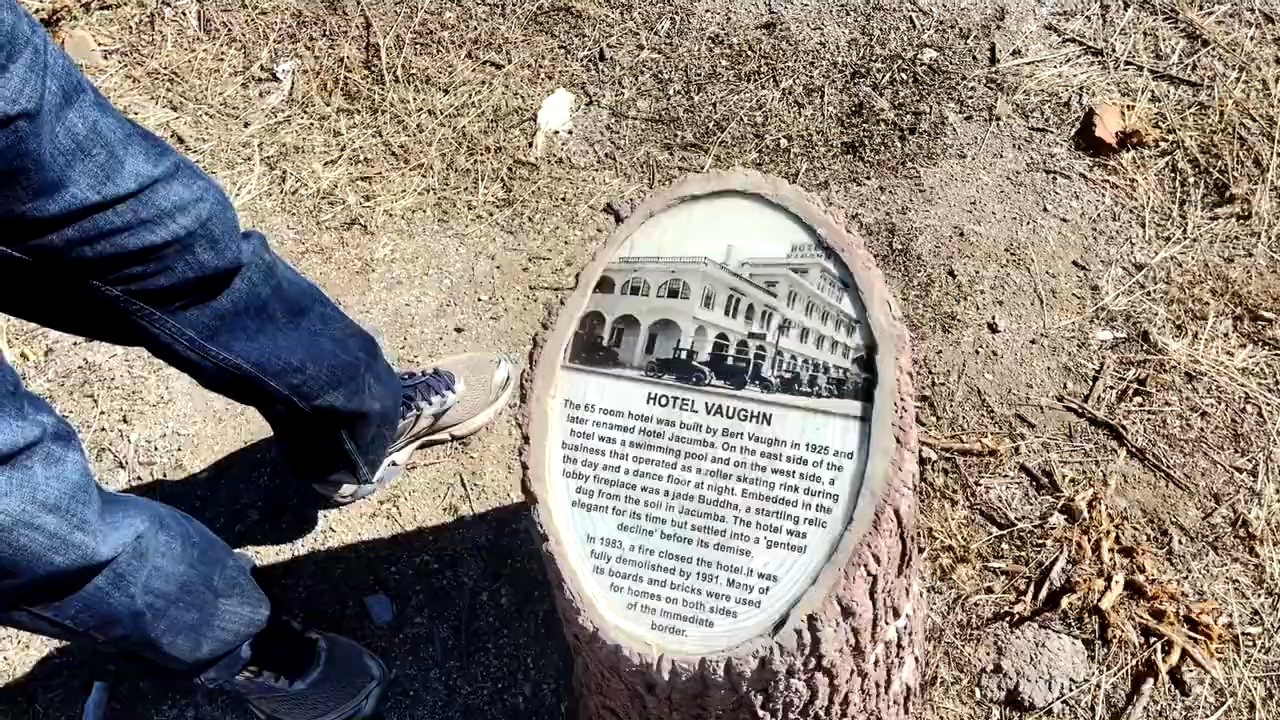 HOTEL
HOTEL VAUGHN
The 65 room hotel was built by Bert Vaughn in 1925 and
later renamed Hotel Jacumba. On the east side of the
hotel was a swimming pool and on the west side, a
business that operated as a roller skating rink during
the day and a dance floor at night. Embedded in the
lobby fireplace was a jade Buddha, a startling relic
dug from the soil in Jacumba. The hotel was
elegant for its time but settled into a 'genteel
decline' before its demise.
In 1983, a fire closed the hotel.It was
fully demolished by 1991. Many of
its boards and bricks were used
for homes on both sides
of the immediate
border.